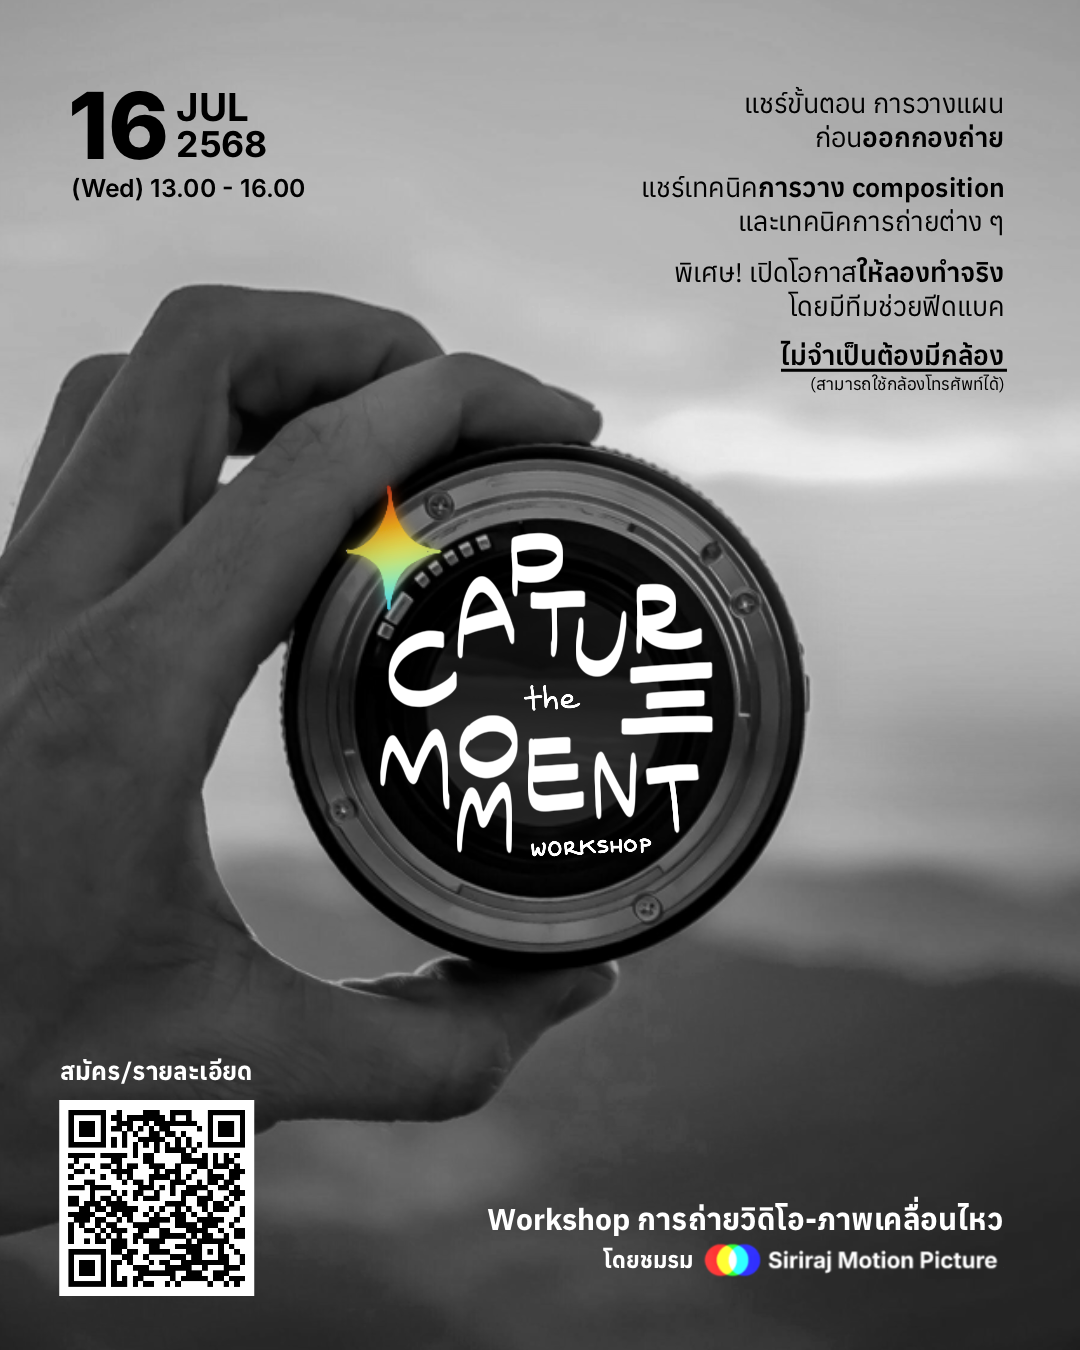 16 JUL
2568
(Wed) 13.00 - 16.00
แชร์ขั้นตอน การวางแผน
ก่อนออกกองถ่าย
แชร์เทคนิคการวาง composition
และเทคนิคการถ่ายต่าง ๆ
พิเศษ! เปิดโอกาสให้ลองทำจริง
โดยมีทีมช่วยฟีดแบค
ไม่จำเป็นต้องมีกล้อง
(สามารถใช้กล้องโทรศัพท์ได้)
CAPTURE
the
MOMENT
WORKSHOP
สมัคร/รายละเอียด
Workshop การถ่ายวิดิโอ-ภาพเคลื่อนไหว
โดยชมรม Siriraj Motion Picture